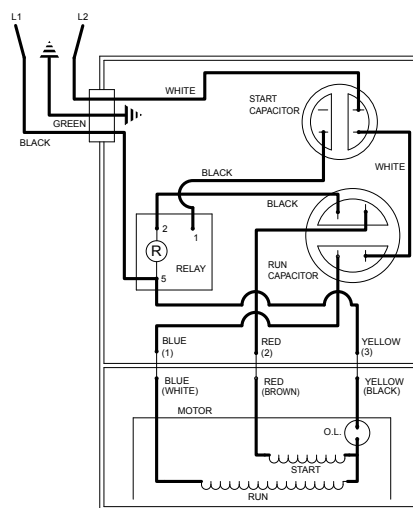 L1
L2
WHITE
START
CAPACITOR
GREEN
BLACK
WHITE
BLACK
BLACK
2
1
R
RELAY
RUN
CAPACITOR
5
BLUE
(1)
RED
(2)
YELLOW
(3)
BLUE
(WHITE)
RED
(BROWN)
YELLOW
(BLACK)
MOTOR
O.L.
START
RUN